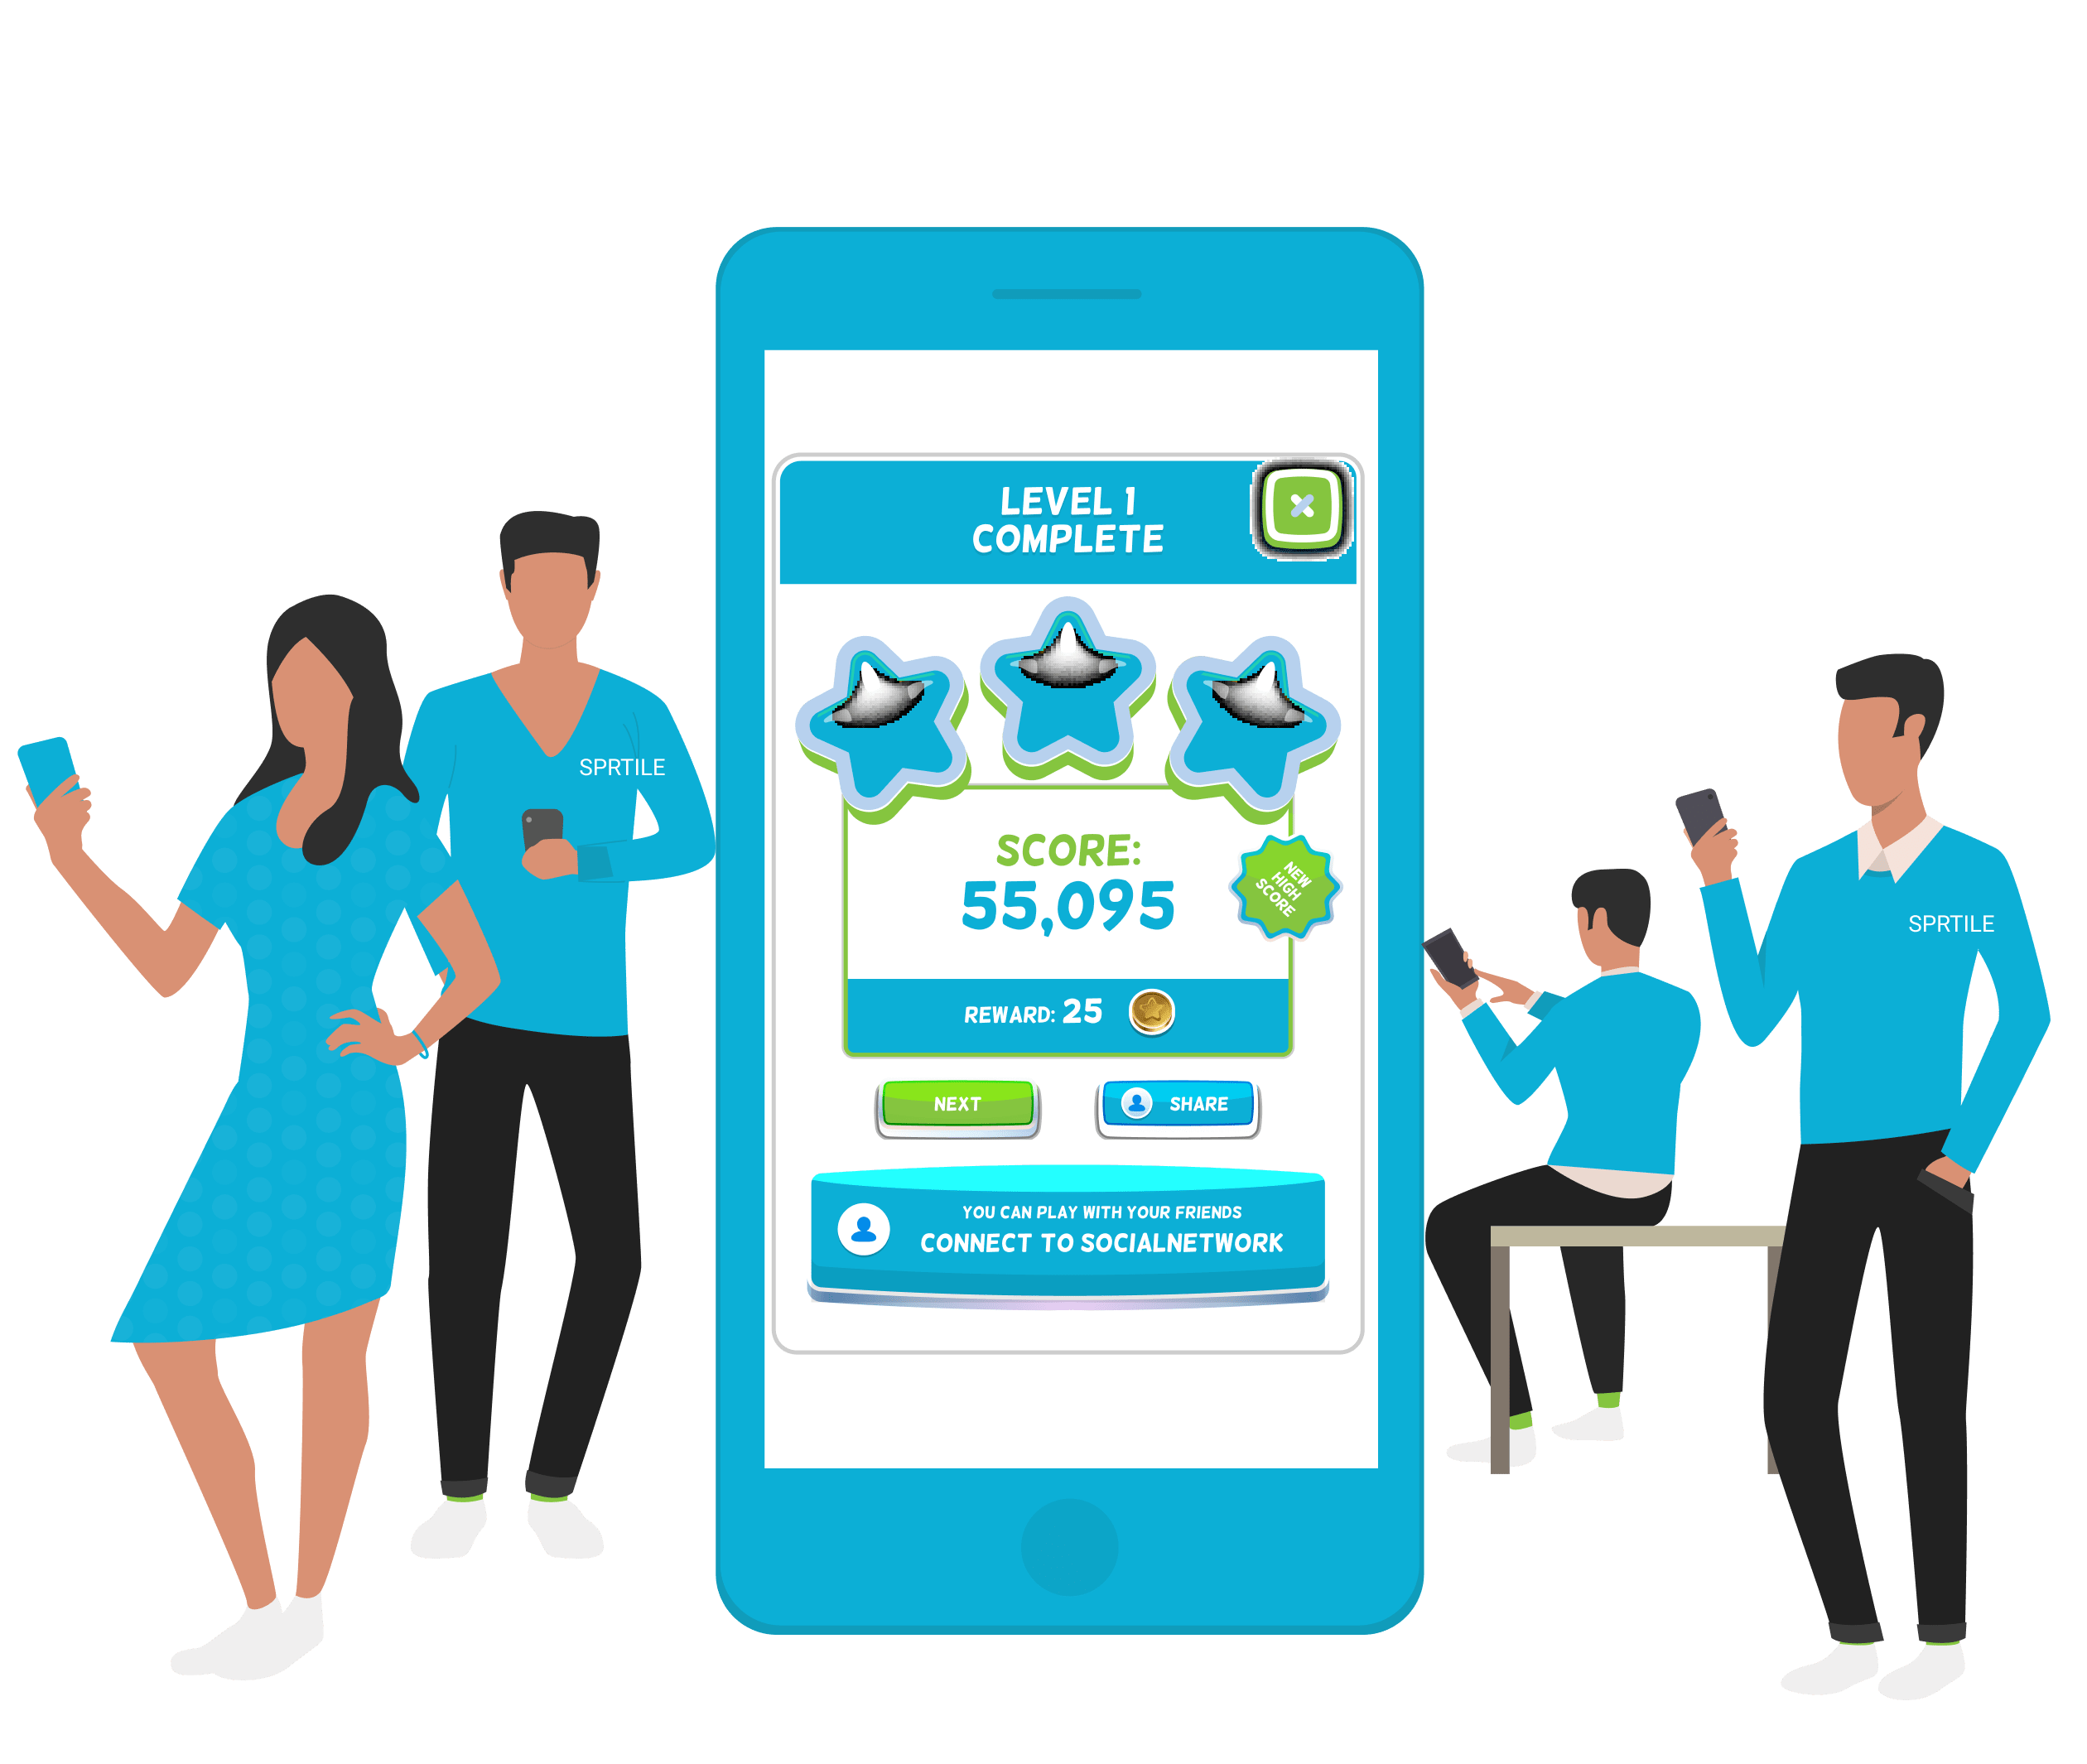 LEVEL 1
COMPLETE
SPRTILE
SCORE:
55,095
NEW
HIGH
SCORE
SPRTILE
REWARD: 25
NEXT
SHARE
YOU CAN PLAY WITH YOUR FRIENDS
CONNECT TO SOCIALNETWORK